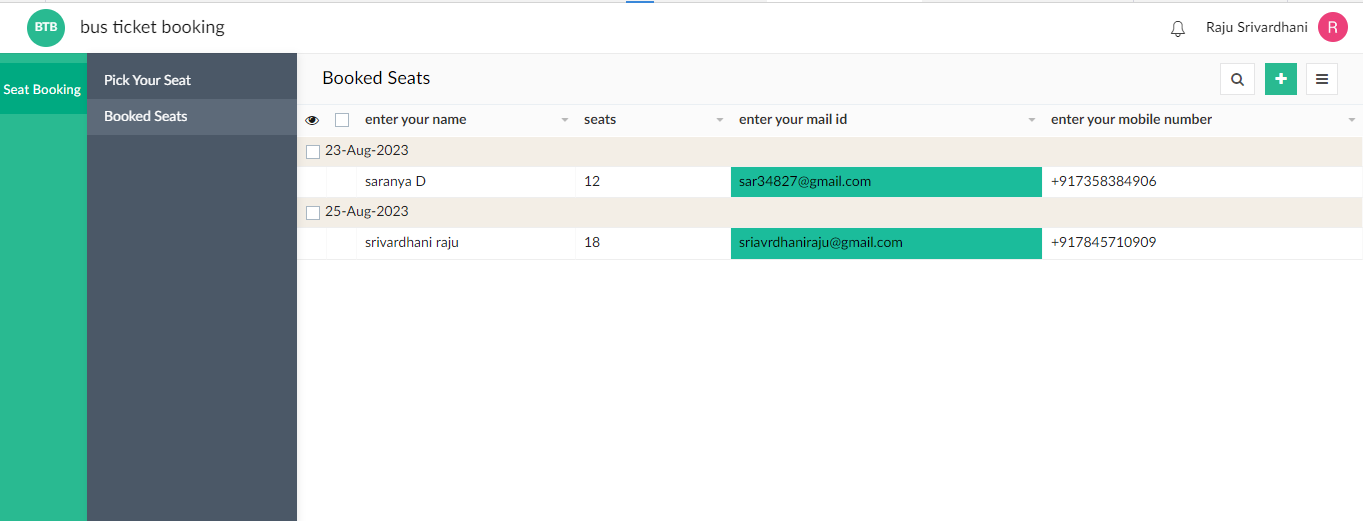 BTB bus ticket booking Raju Srivardhani R
Seat Booking
Pick Your Seat
Booked Seats
Booked Seats
enter your name seats enter your mail id enter your mobile number
23-Aug-2023
saranya D 12 sar34827@gmail.com +917358384906
25-Aug-2023
srivardhani raju 18 sriavrdhaniraju@gmail.com +917845710909